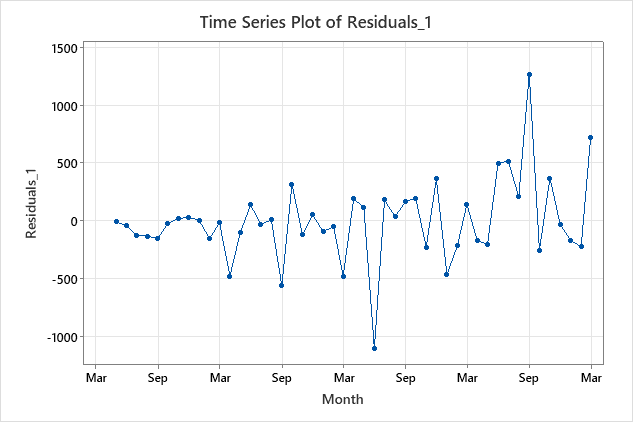 Time Series Plot of Residuals_1
1500
1000
500
0
-500
-1000
Residuals_1
Mar Sep Mar Sep Mar Sep Mar Sep Mar
Month